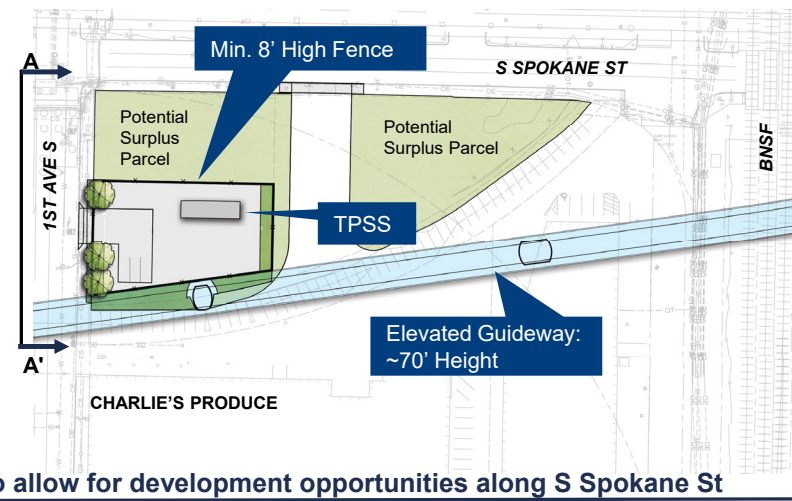 A
Min. 8' High Fence
S SPOKANE ST
Potential
Surplus
Parcel
Potential
Surplus Parcel
1ST AVE S
BNSF
TPSS
Elevated Guideway:
~70' Height
A'
CHARLIE'S PRODUCE
o allow for development opportunities along S Spokane St